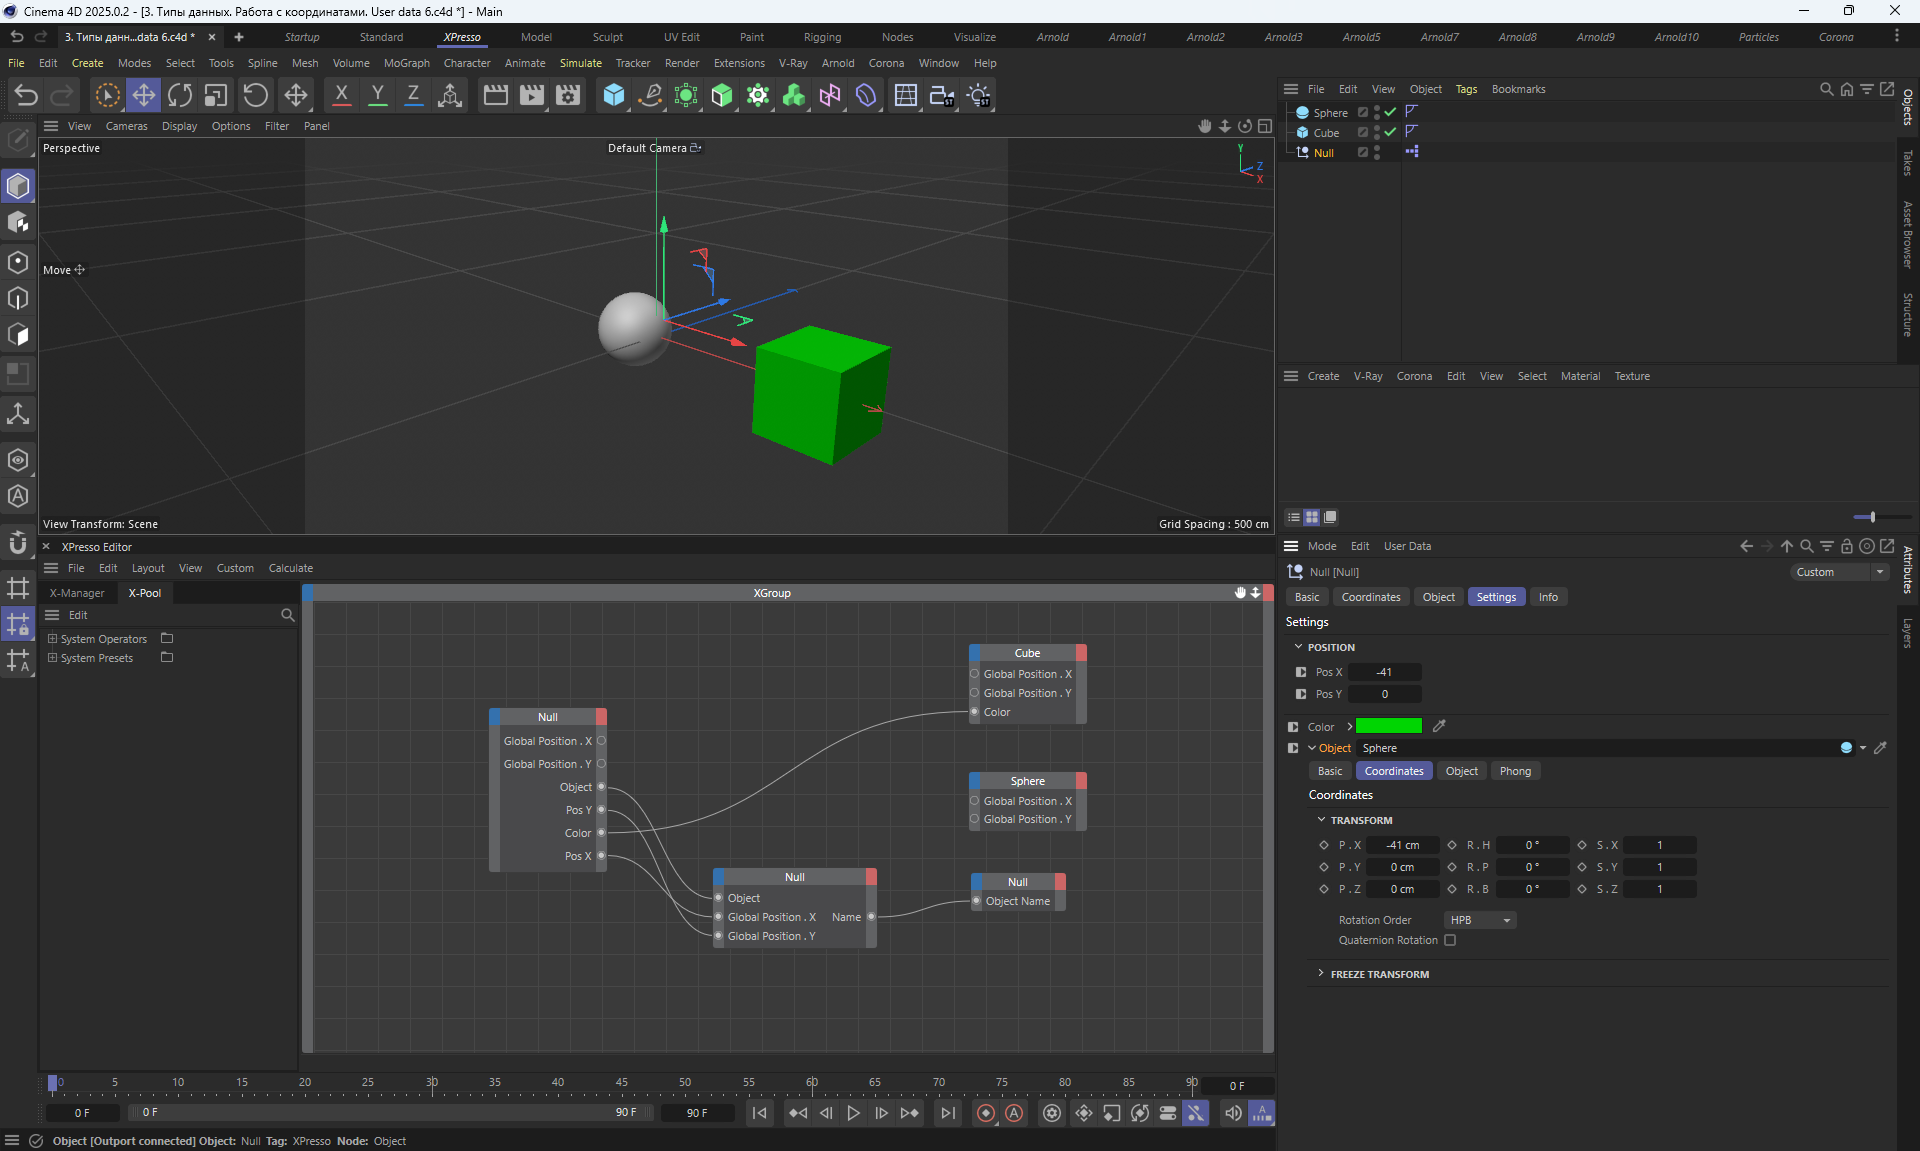 Cinema 4D 2025.0.2 - [3. Типы данных. Работа с координатами. User data 6.c4d *] - Main
3. Типы данн...data 6.c4d *
Startup Standard XPresso Model Sculpt UV Edit Paint Rigging Nodes Visualize Arnold Arnold1 Arnold2 Arnold3 Arnold5 Arnold7 Arnold8 Arnold9 Arnold10 Particles Corona
File Edit Create Modes Select Tools Spline Mesh Volume MoGraph Character Animate Simulate Tracker Render Extensions V-Ray Arnold Corona Window Help
X Y Z
ST ST
View Cameras Display Options Filter Panel
Perspective
Default Camera
Y
Z
X
Move
View Transform: Scene
Grid Spacing : 500 cm
File Edit View Object Tags Bookmarks
Sphere
Cube
Null
Objects
Takes
Asset Browser
Structure
Create V-Ray Corona Edit View Select Material Texture
XPresso Editor
File Edit Layout View Custom Calculate
X-Manager X-Pool
Edit
System Operators
System Presets
XGroup
Null
Global Position . X
Global Position . Y
Object
Pos Y
Color
Pos X
Cube
Global Position . X
Global Position . Y
Color
Sphere
Global Position . X
Global Position . Y
Null
Object
Global Position . X Name
Global Position . Y
Null
Object Name
Mode Edit User Data
Null [Null]
Custom
Basic Coordinates Object Settings Info
Settings
POSITION
Pos X -41
Pos Y 0
Color
Object Sphere
Basic Coordinates Object Phong
Coordinates
TRANSFORM
P . X -41 cm R . H 0 ° S . X 1
P . Y 0 cm R . P 0 ° S . Y 1
P . Z 0 cm R . B 0 ° S . Z 1
Rotation Order HPB
Quaternion Rotation
FREEZE TRANSFORM
Attributes
Layers
0 5 10 15 20 25 30 35 40 45 50 55 60 65 70 75 80 85 90 0 F
0 F 0 F 90 F 90 F
A A
Object [Outport connected] Object: Null Tag: XPresso Node: Object